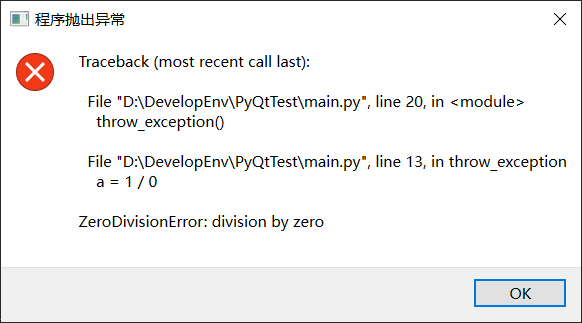 程序抛出异常
Traceback (most recent call last):
File "D:\DevelopEnv\PyQtTest\main.py", line 20, in <module>
throw_exception()
File "D:\DevelopEnv\PyQtTest\main.py", line 13, in throw_exception
a = 1 / 0
ZeroDivisionError: division by zero
OK